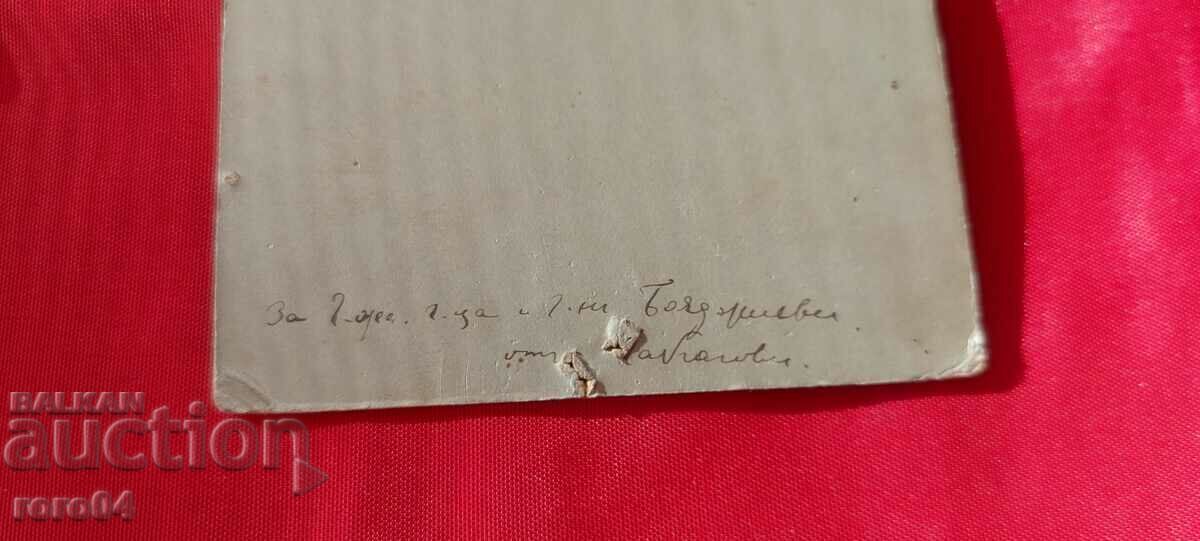 За Г-жа, г-ца и Г-н Бояджиеви
от
BALKAN
auction
roro04